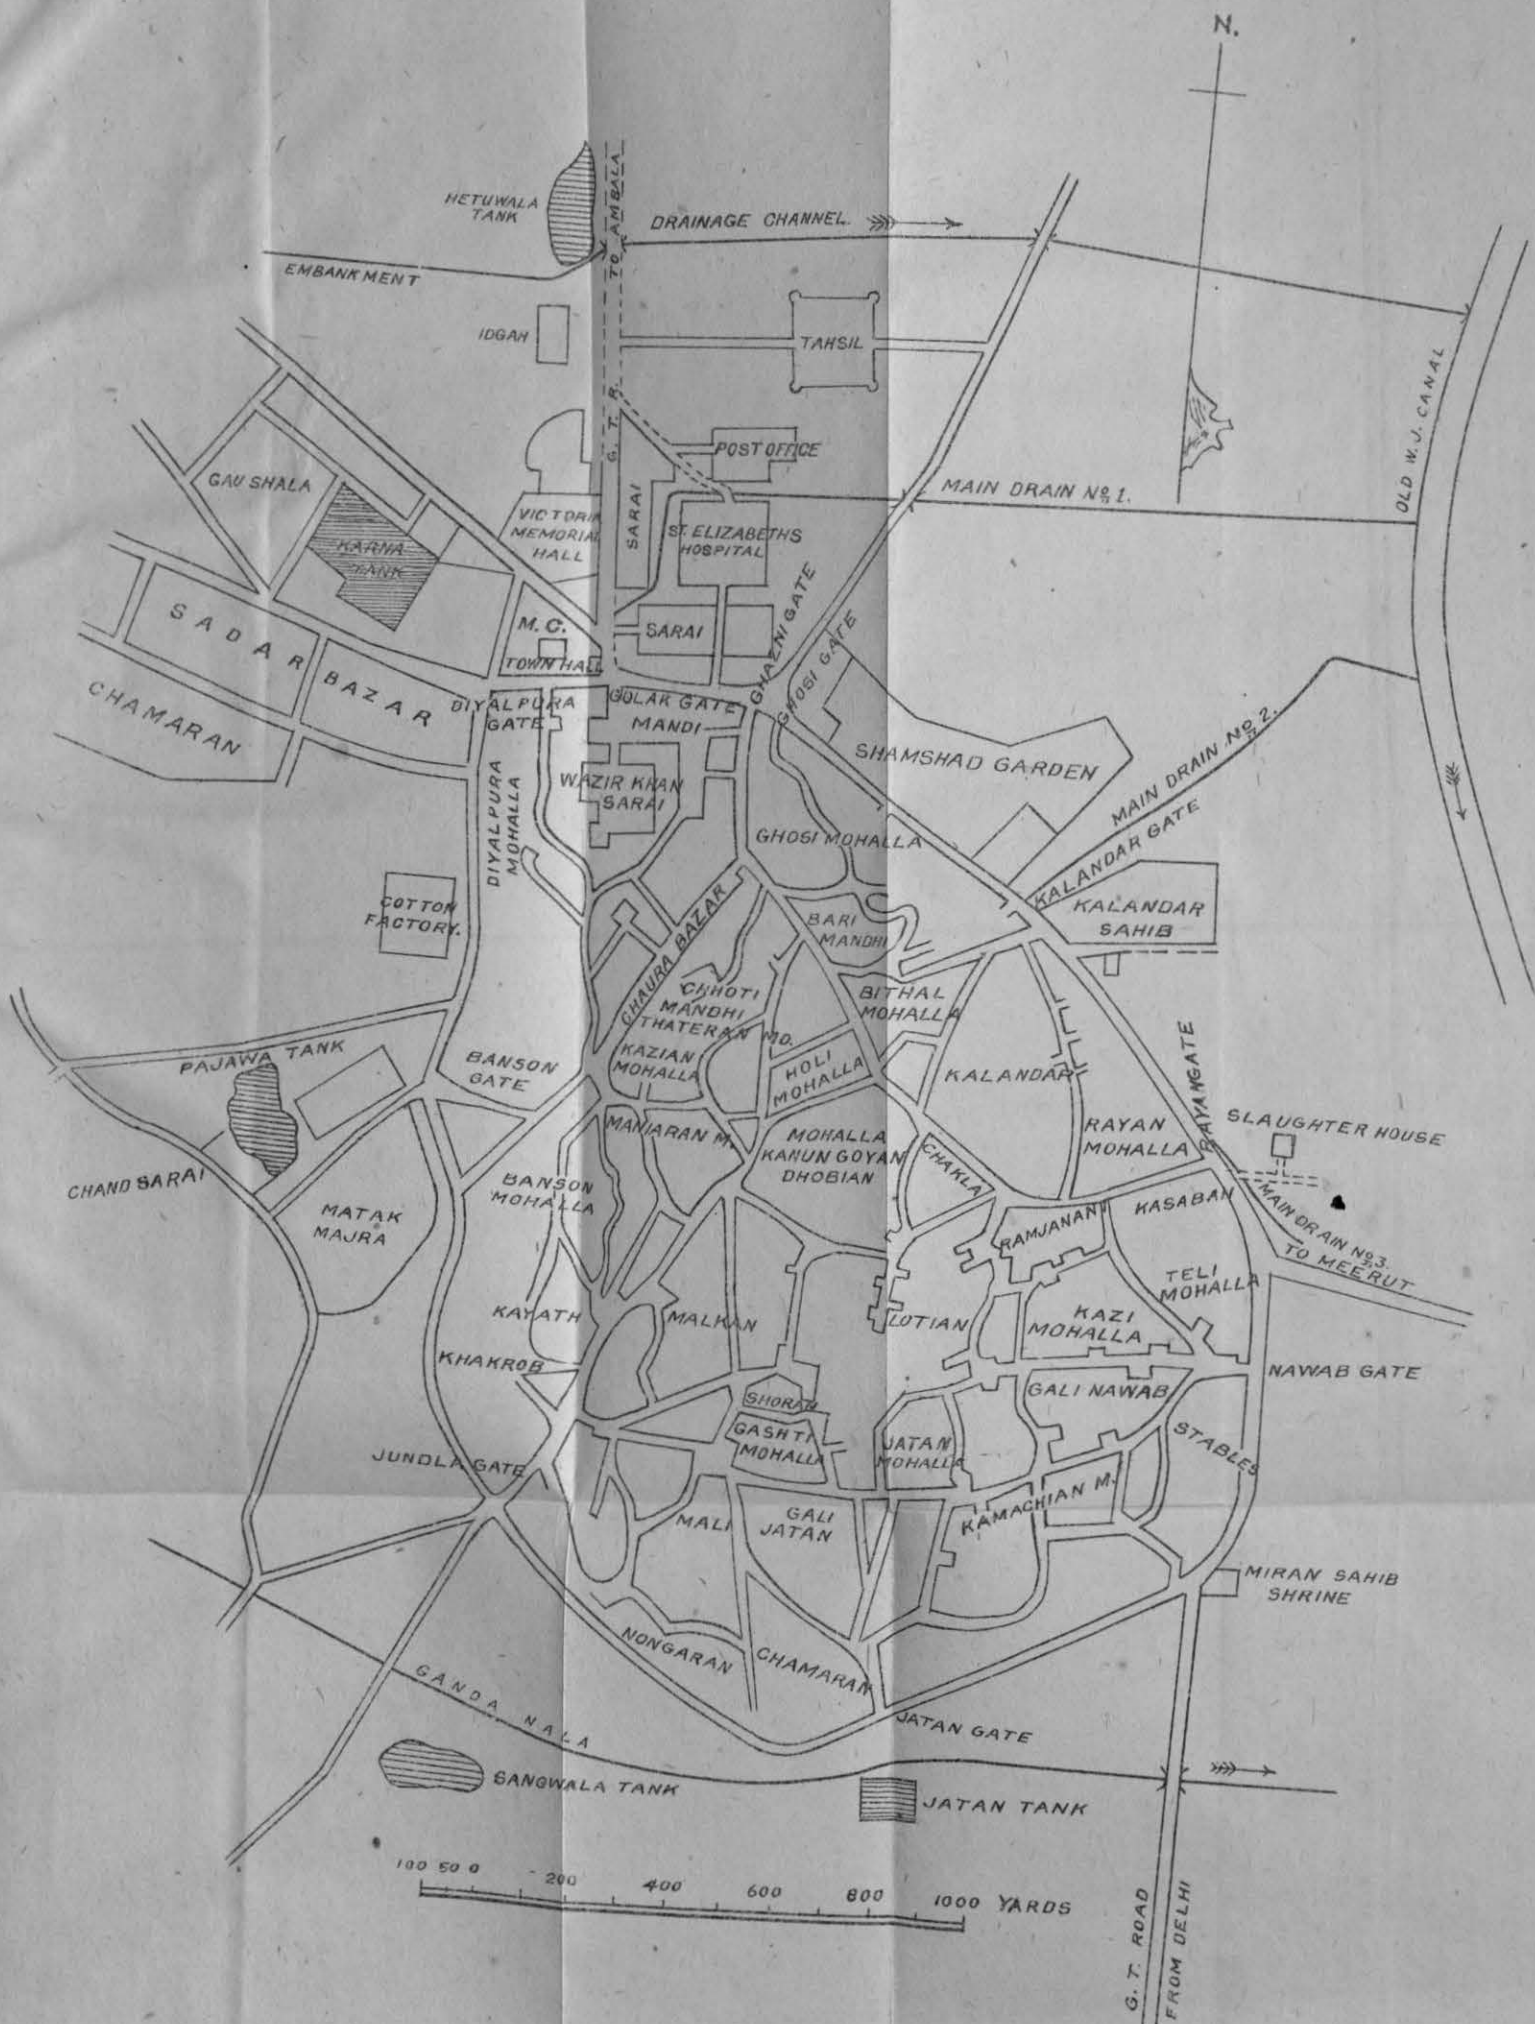 N.
HETUWALA
TANK
TO AMBALA
DRAINAGE CHANNEL.
EMBANKMENT
IDGAH
TAHSIL
OLD W.J. CANAL
G. T. R.
POST OFFICE
GAUSHALA
MAIN DRAIN Nº 1.
KARNA
TANK
VICTORIA
MEMORIAL
HALL
SARAI
ST. ELIZABETHS
HOSPITAL
GHAZNI GATE
SADAR BAZAR
M.C.
TOWN HALL
SARAI
GHOSI GATE
CHAMARAN
DIYALPURA
GATE
GOLAK GATE
MANDI
SHAMSHAD GARDEN
MAIN DRAIN Nº 2.
WAZIR KHAN
SARAI
DIYALPURA
MOHALLA
GHOSI MOHALLA
KALANDAR GATE
COTTON
FACTORY.
CHAURA BAZAR
BARI
MANDHI
KALANDAR
SAHIB
CHHOTI
MANDHI
THATERAN MO.
BITHAL
MOHALLA
PAJAWA TANK
BANSON
GATE
KAZIAN
MOHALLA
HOLI
MOHALLA
KALANDAR
RAYANGATE
MANIARAN M.
MOHALLA
KANUN GOYAN
DHOBIAN
RAYAN
MOHALLA
SLAUGHTER HOUSE
CHAND SARAI
BANSON
MOHALLA
CHAKLA
MATAK
MAJRA
RAMJANAN
KASABAN
MAIN DRAIN Nº 3.
TO MEERUT
TELI
MOHALLA
KAYATH
MALKAN
LOTIAN
KAZI
MOHALLA
KHAKROB
NAWAB GATE
SHORAN
GALI NAWAB
GASHTI
MOHALLA
JATAN
MOHALLA
STABLES
JUNDLA GATE
MALI
GALI
JATAN
KAMACHIAN M.
MIRAN SAHIB
SHRINE
NONGARAN
CHAMARAN
GANDA NALA
JATAN GATE
SANGWALA TANK
JATAN TANK
100 50 0 200 400 600 800 1000 YARDS
G. T. ROAD
FROM DELHI